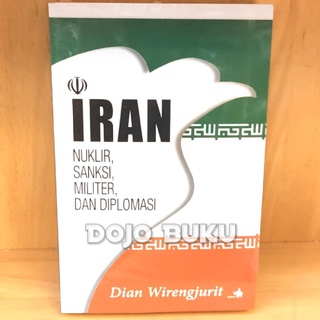 IRAN
NUKLIR,
SANKSI,
MILITER,
DAN DIPLOMASI
DOJO BUKU
Dian Wirengjurit